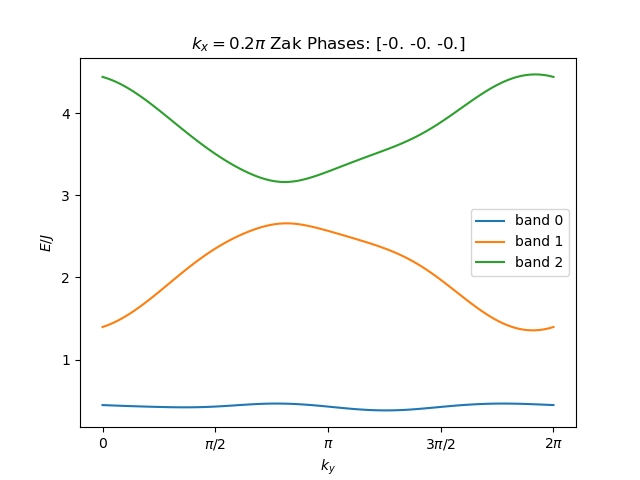 $k_x = 0.2\pi$ Zak Phases: [-0. -0. -0.]
4
3
2
1
E/J
band 0
band 1
band 2
0
π/2
π
3π/2
2π
$k_y$